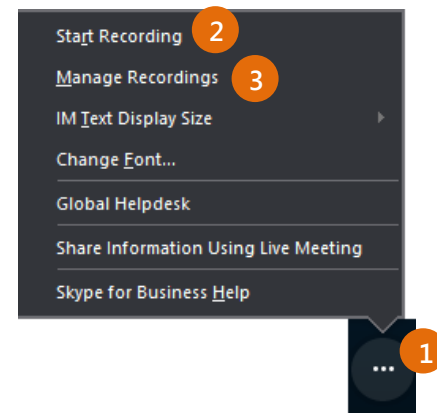 Start Recording 2
Manage Recordings 3
IM Text Display Size
Change Font...
Global Helpdesk
Share Information Using Live Meeting
Skype for Business Help
... 1